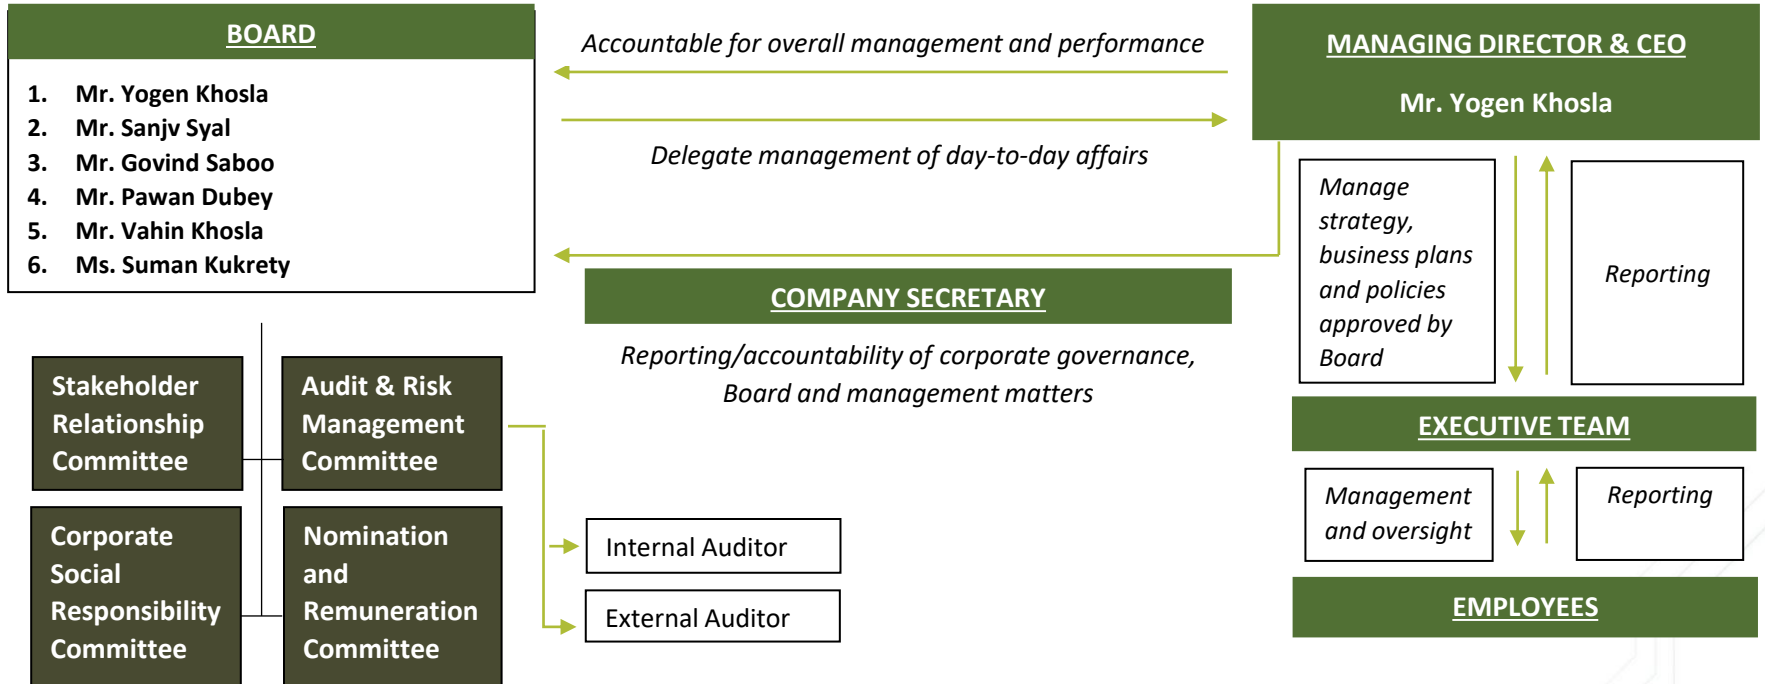 BOARD
1. Mr. Yogen Khosla
2. Mr. Sanjv Syal
3. Mr. Govind Saboo
4. Mr. Pawan Dubey
5. Mr. Vahin Khosla
6. Ms. Suman Kukrety
Accountable for overall management and performance
Delegate management of day-to-day affairs
MANAGING DIRECTOR & CEO
Mr. Yogen Khosla
COMPANY SECRETARY
Reporting/accountability of corporate governance,
Board and management matters
Manage
strategy,
business plans
and policies
approved by
Board
Reporting
EXECUTIVE TEAM
Management
and oversight
Reporting
EMPLOYEES
Stakeholder
Relationship
Committee
Audit & Risk
Management
Committee
Corporate
Social
Responsibility
Committee
Nomination
and
Remuneration
Committee
Internal Auditor
External Auditor